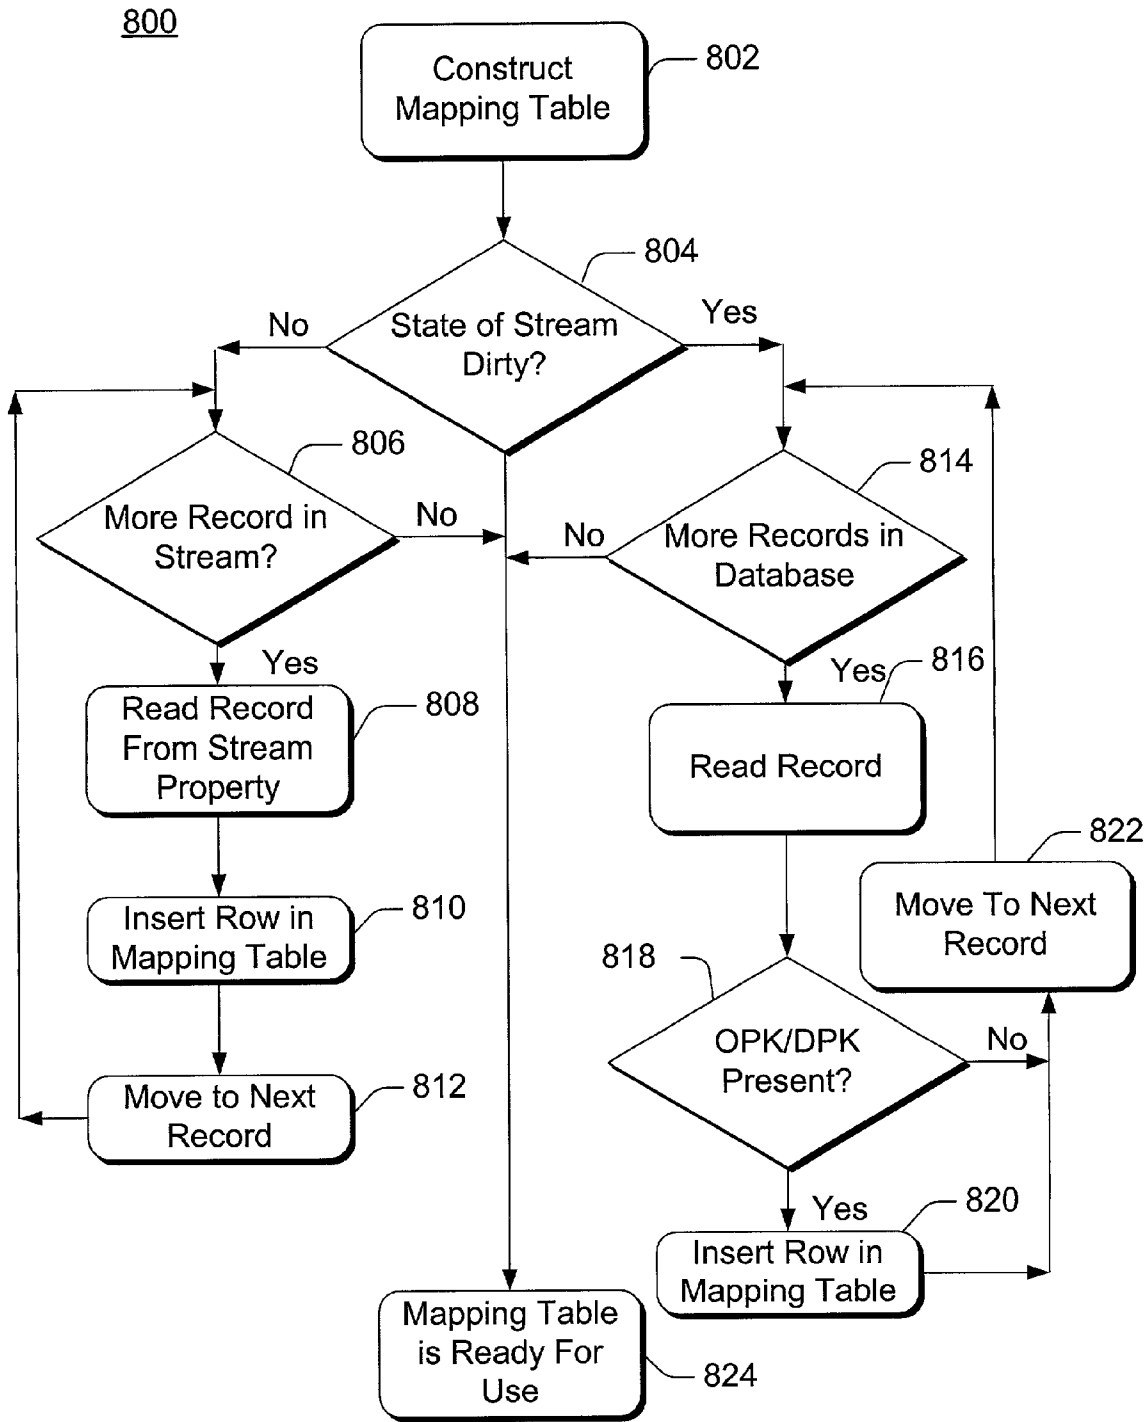 800
Construct
Mapping Table
802
804
State of Stream
Dirty?
No
Yes
806
More Record in
Stream?
No
Yes
814
More Records in
Database
No
Yes
808
Read Record
From Stream
Property
816
Read Record
810
Insert Row in
Mapping Table
822
Move To Next
Record
818
OPK/DPK
Present?
No
Yes
812
Move to Next
Record
820
Insert Row in
Mapping Table
Mapping Table
is Ready For
Use
824